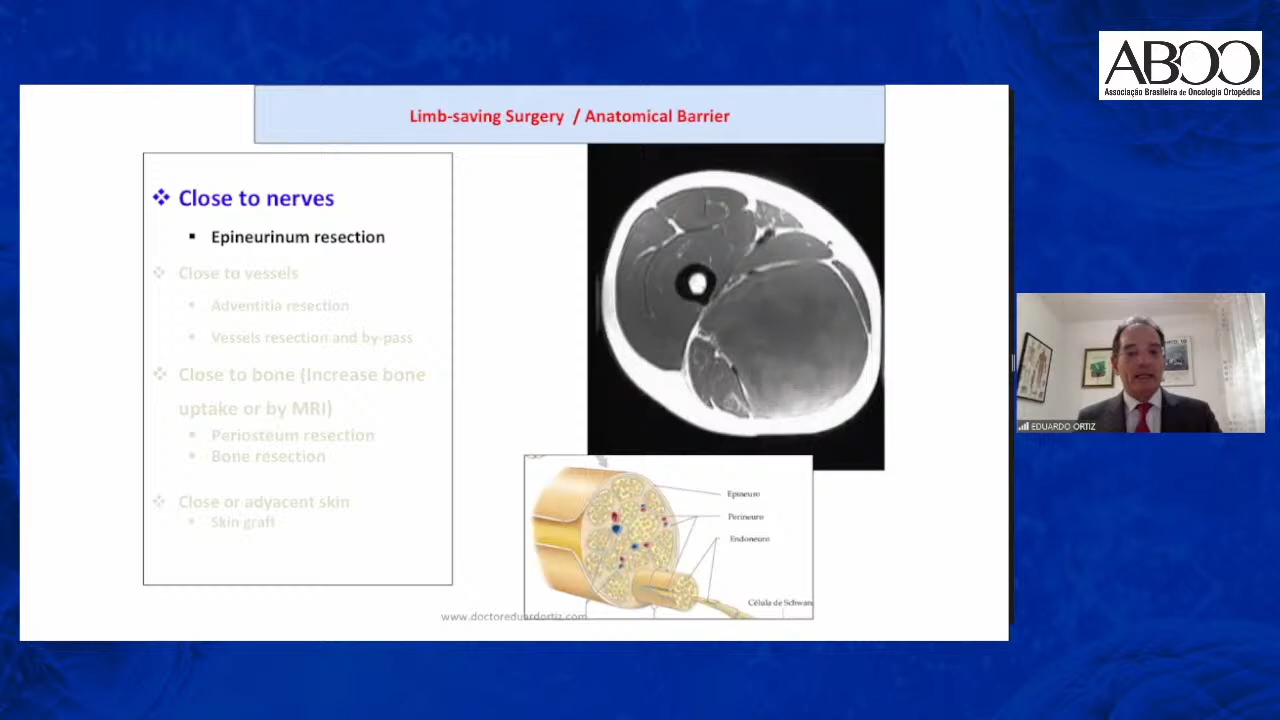 ABOO
Associação Brasileira de Oncologia Ortopédica
Limb-saving Surgery / Anatomical Barrier
Close to nerves
Epineurinum resection
Close to vessels
Adventitia resection
Vessels resection and by-pass
Close to bone (Increase bone
uptake or by MRI)
Periosteum resection
Bone resection
Close or adyacent skin
Skin graft
Epineuro
Perineuro
Endoneuro
Célula de Schwan
www.doctoreduardortiz.com
EDUARDO ORTIZ